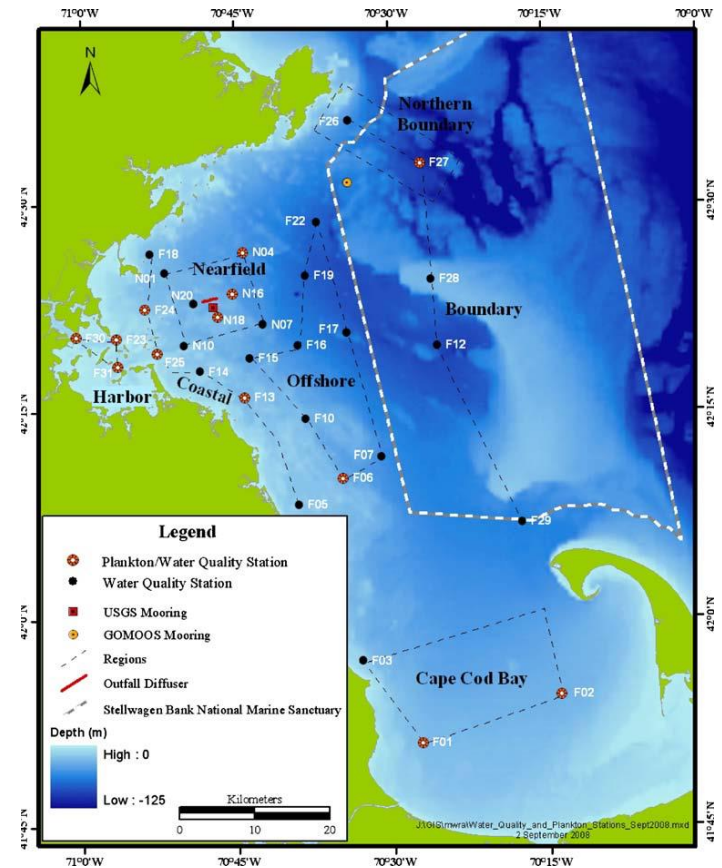 71°0'W 70°45'W 70°30'W 70°15'W 70°0'W
N
Northern
Boundary
F26
F27
42°30'N 42°30'N
F22
F18 N04
Nearfield
N01 F19 F28
N20 N16 Boundary
F24 N18 N07 F17
F30 F23 F12
N10 F16
F25 F15
F31 F14 Offshore
Harbor Coastal F13
42°15'N 42°15'N
F10
F07
F06
F05
F29
Legend
Plankton/Water Quality Station
Water Quality Station
USGS Mooring
GOMOOS Mooring
Regions
Outfall Diffuser
Stellwagen Bank National Marine Sanctuary
Depth (m)
High : 0
Low : -125
Kilometers
0 10 20
42°0'N 42°0'N
F03
Cape Cod Bay
F02
F01
J:\GIS\mwra\Water_Quality_and_Plankton_Stations_Sept2008.mxd
2 September 2008
41°45'N 41°45'N
71°0'W 70°45'W 70°30'W 70°15'W